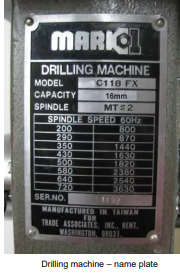 MARK 1
DRILLING MACHINE
MODEL C118 FX
CAPACITY 16mm
SPINDLE MT#2
SPINDLE SPEED 60Hz
200 800
290 870
350 1440
430 1630
500 1820
580 2380
640 2540
720 3630
SER.NO.
MANUFACTURED IN TAIWAN
FOR
TRADE ASSOCIATES, INC. KENT,
WASHINGTON, 98031
Drilling machine – name plate